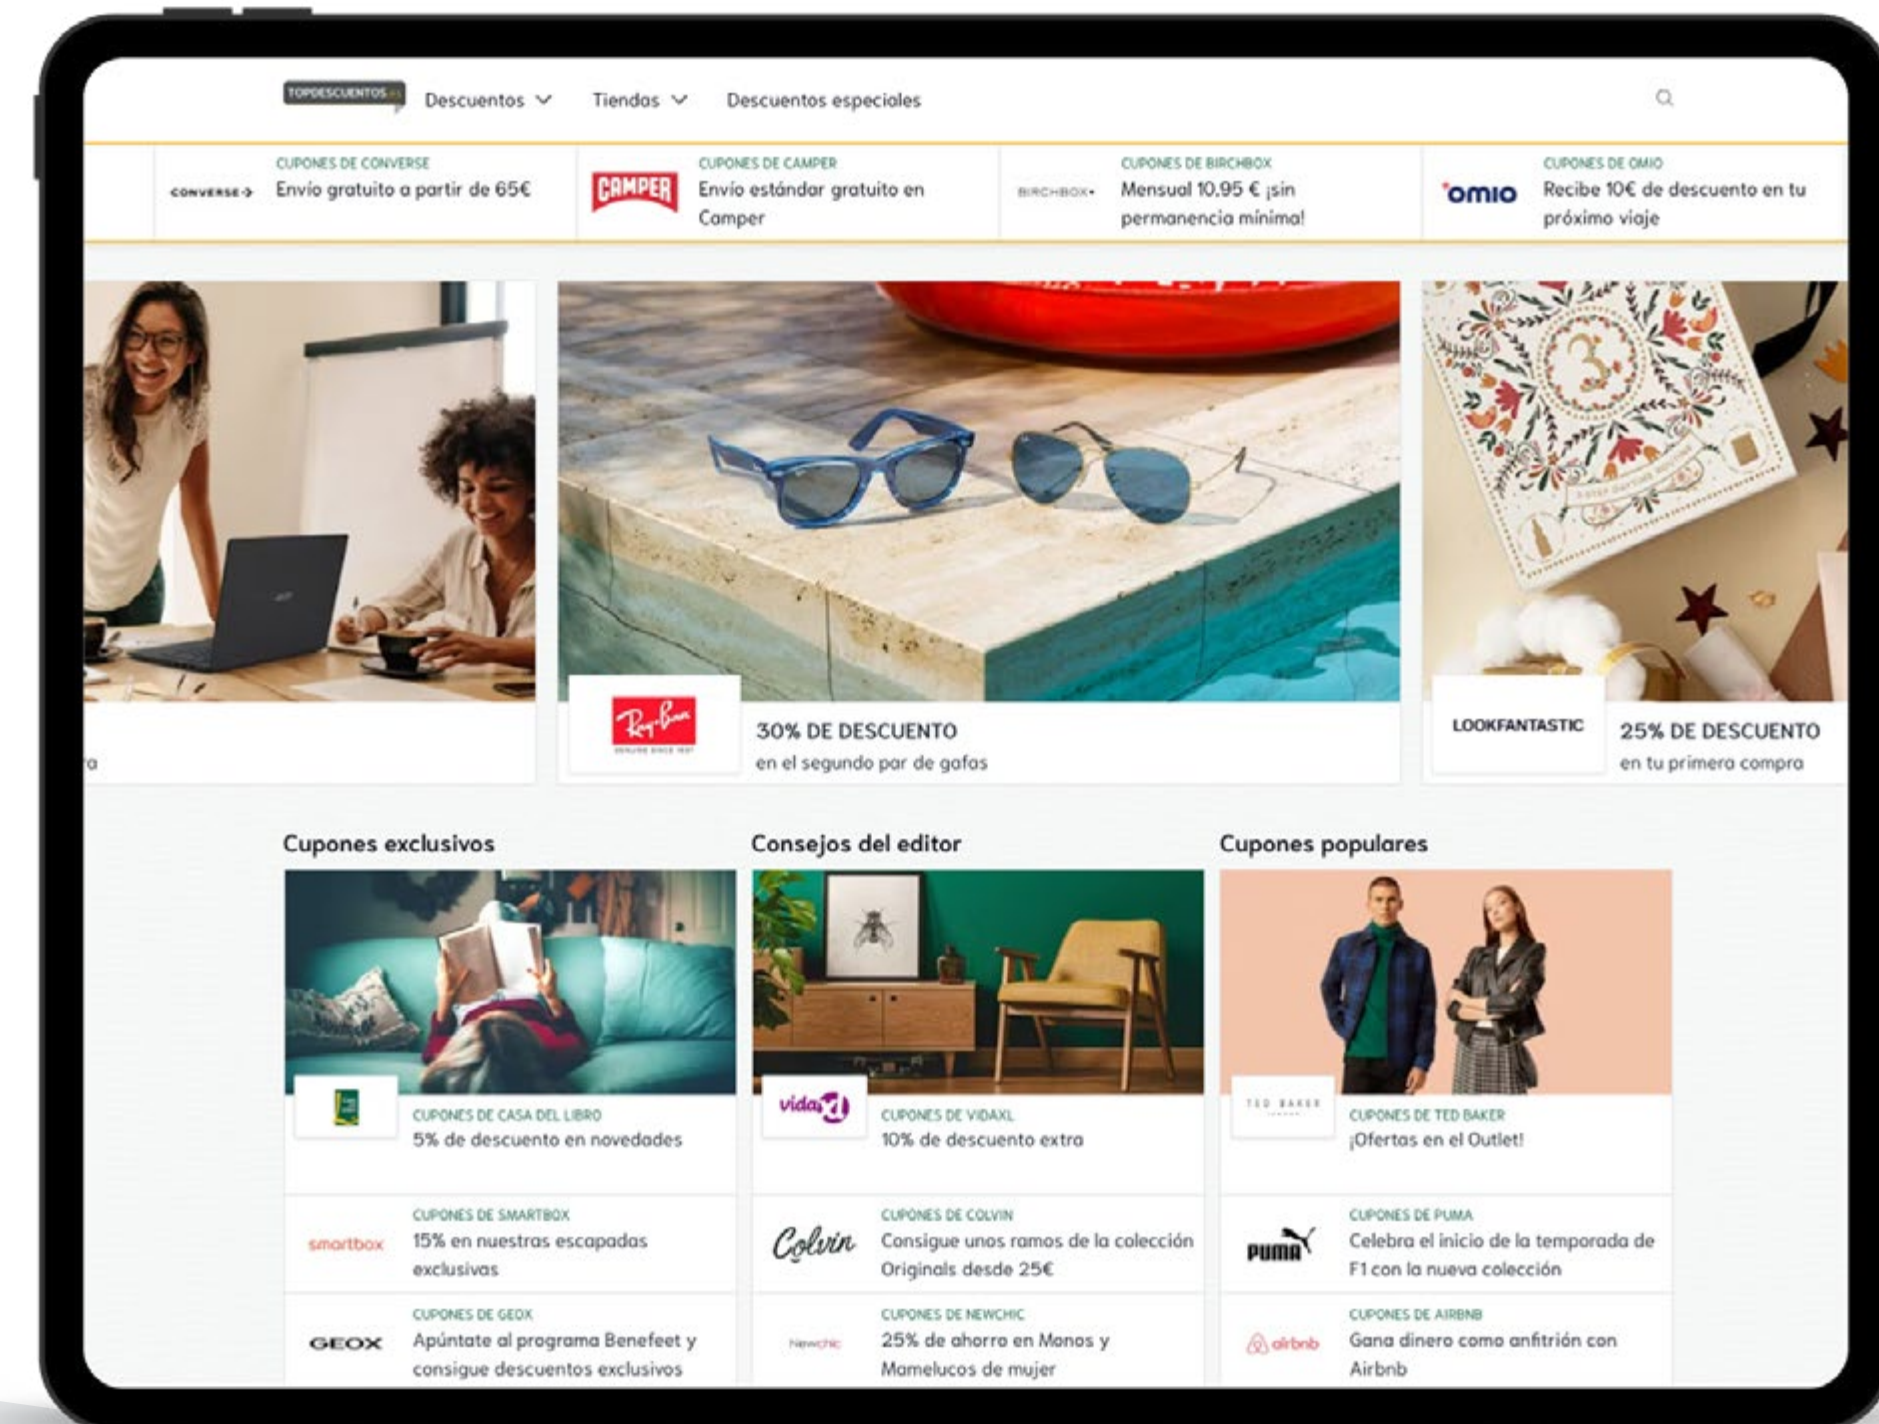 TOPDESCUENTOS.es
Descuentos
Tiendas
Descuentos especiales
CONVERSE
CUPONES DE CONVERSE
Envío gratuito a partir de 65€
CAMPER
CUPONES DE CAMPER
Envío estándar gratuito en
Camper
BIRCHBOX
CUPONES DE BIRCHBOX
Mensual 10.95 € ¡sin
permanencia mínima!
omio
CUPONES DE OMIO
Recibe 10€ de descuento en tu
próximo viaje
ra
Ray-Ban
GENUINE SINCE 1937
30% DE DESCUENTO
en el segundo par de gafas
3
LOOKFANTASTIC
25% DE DESCUENTO
en tu primera compra
Cupones exclusivos
CUPONES DE CASA DEL LIBRO
5% de descuento en novedades
smartbox
CUPONES DE SMARTBOX
15% en nuestras escapadas
exclusivas
GEOX
CUPONES DE GEOX
Apúntate al programa Benefeet y
consigue descuentos exclusivos
Consejos del editor
vidaXL
CUPONES DE VIDAXL
10% de descuento extra
Colvin
CUPONES DE COLVIN
Consigue unos ramos de la colección
Originals desde 25€
Newchic
CUPONES DE NEWCHIC
25% de ahorro en Monos y
Mamelucos de mujer
Cupones populares
TED BAKER
CUPONES DE TED BAKER
¡Ofertas en el Outlet!
PUMA
CUPONES DE PUMA
Celebra el inicio de la temporada de
F1 con la nueva colección
airbnb
CUPONES DE AIRBNB
Gana dinero como anfitrión con
Airbnb